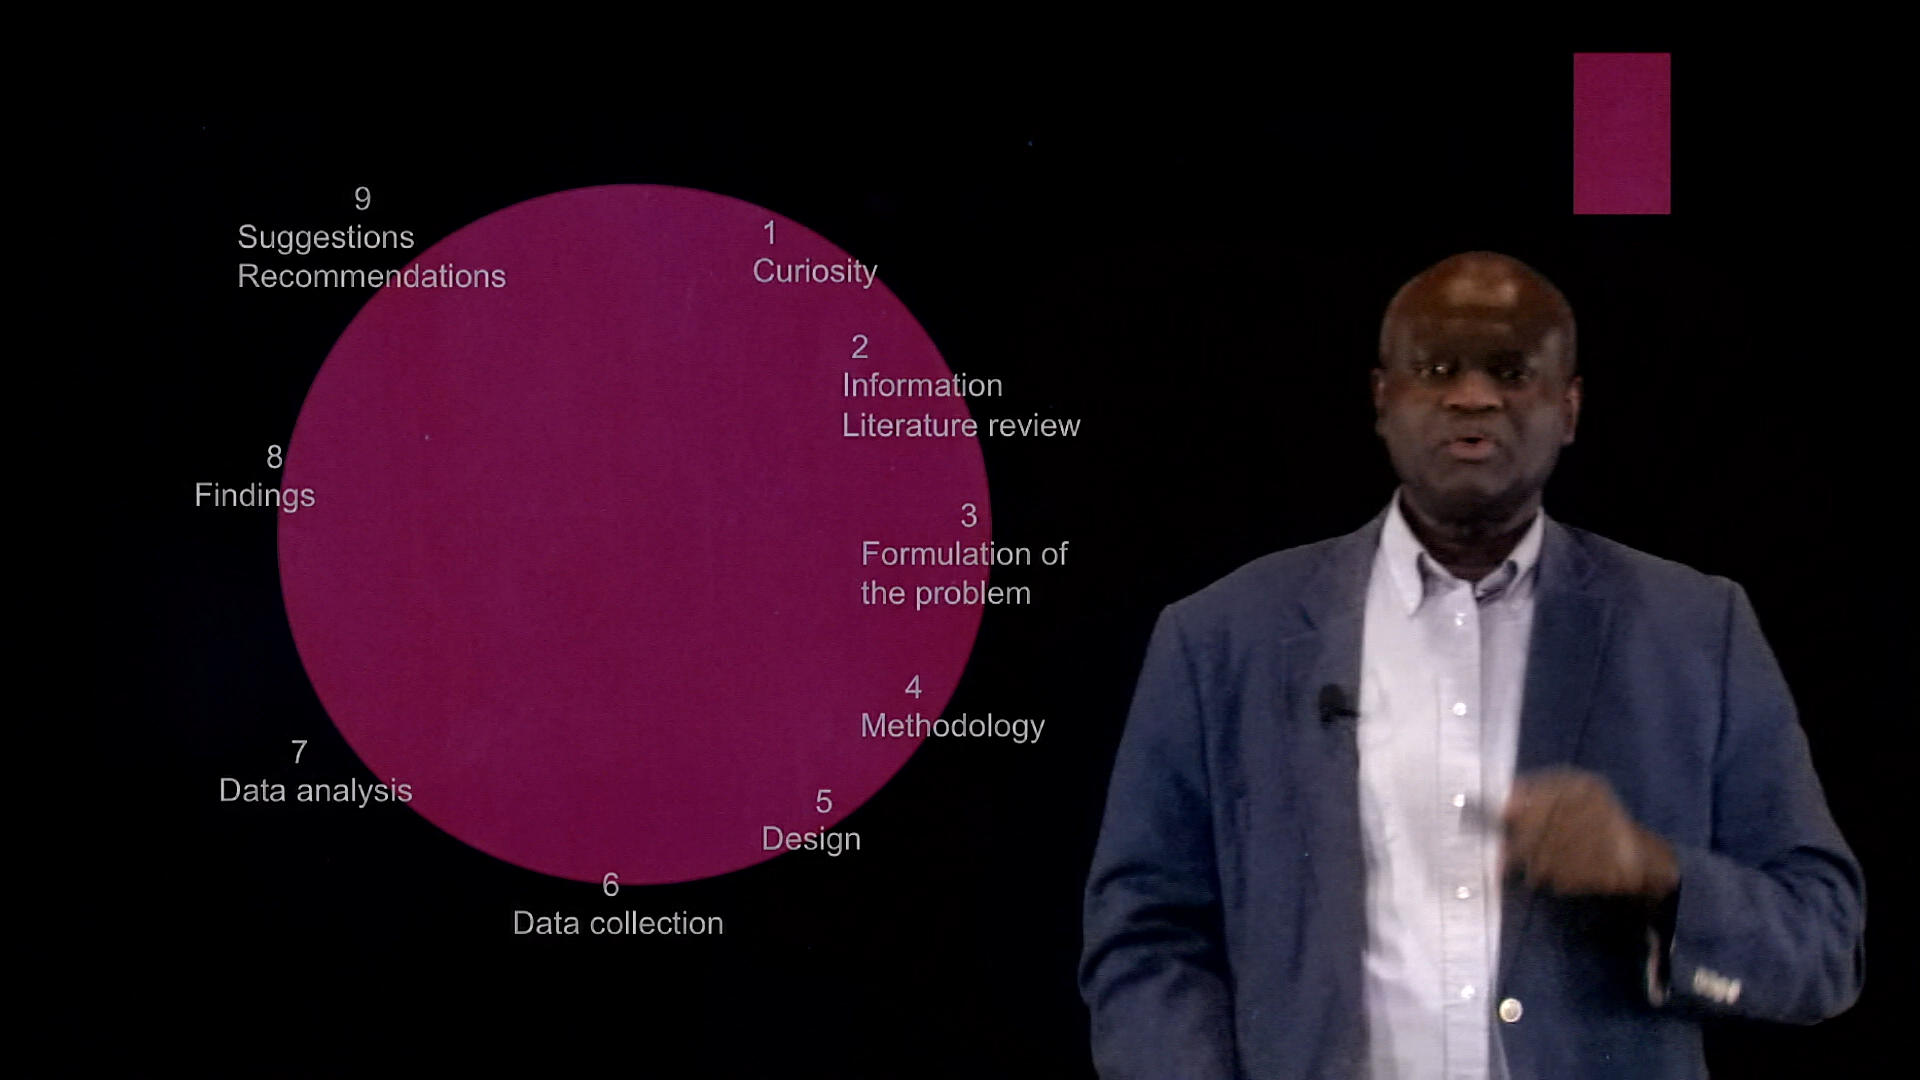 1
Curiosity
2
Information
Literature review
3
Formulation of
the problem
4
Methodology
5
Design
6
Data collection
7
Data analysis
8
Findings
9
Suggestions
Recommendations